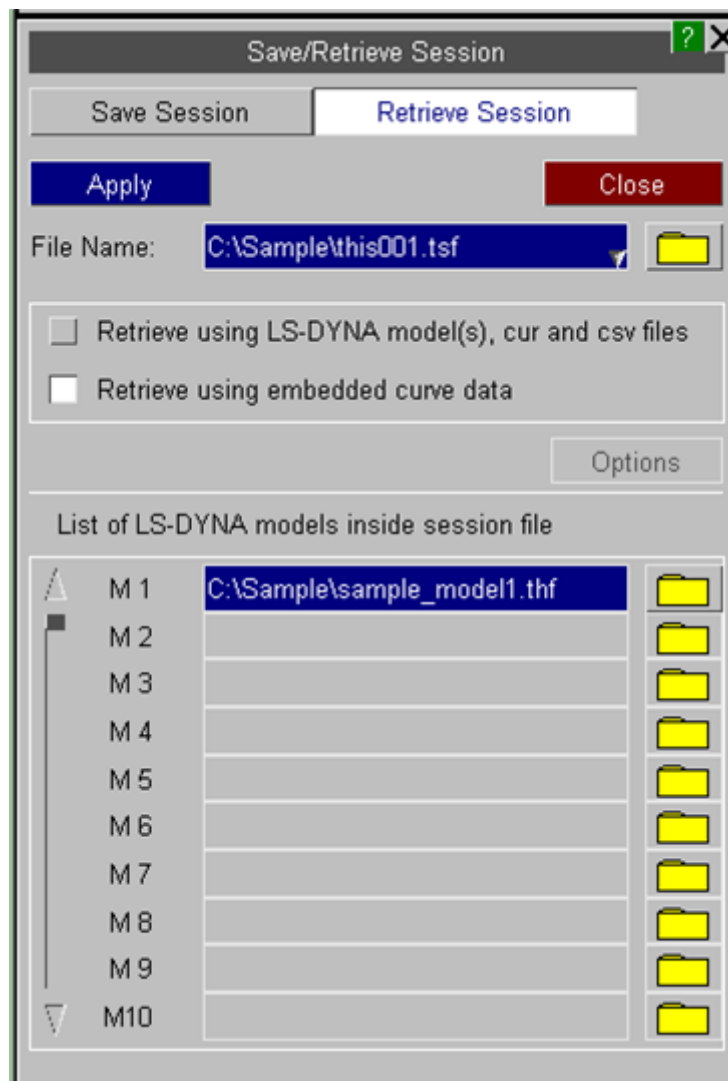 Save/Retrieve Session ? X
Save Session Retrieve Session
Apply Close
File Name: C:\Sample\this001.tsf
Retrieve using LS-DYNA model(s), cur and csv files
Retrieve using embedded curve data
Options
List of LS-DYNA models inside session file
M 1 C:\Sample\sample_model1.thf
M 2
M 3
M 4
M 5
M 6
M 7
M 8
M 9
M10